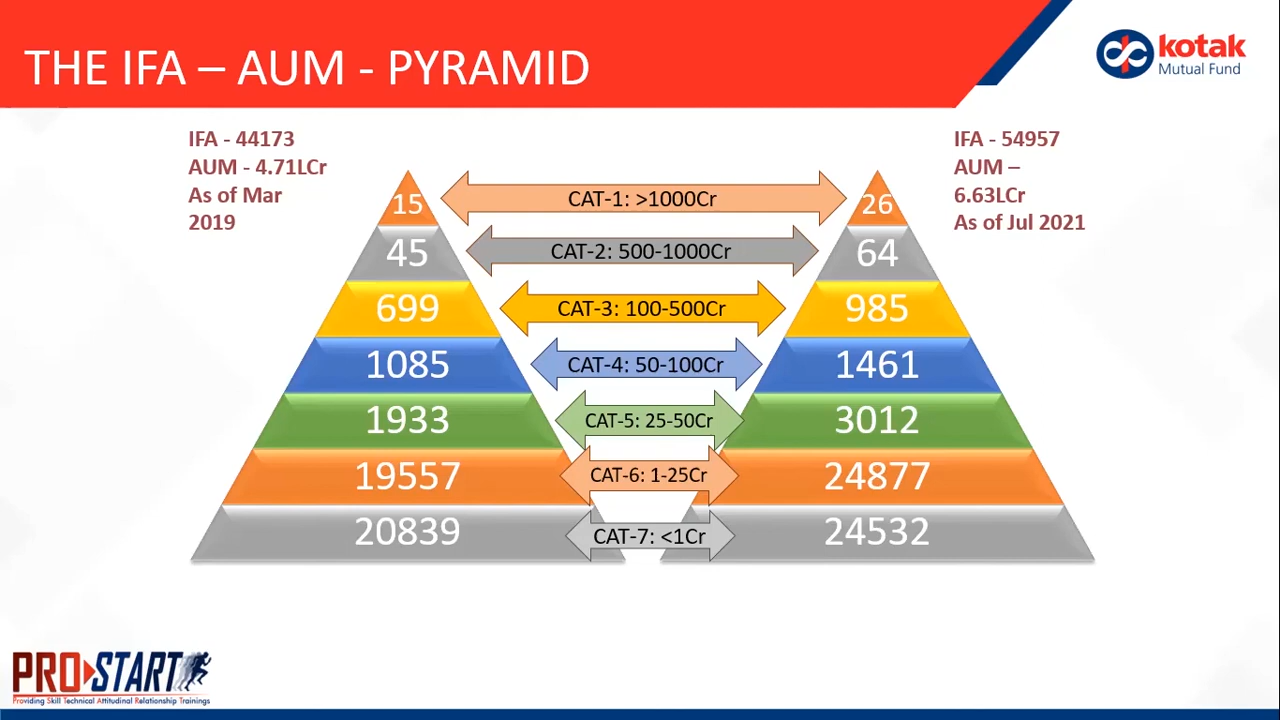 THE IFA – AUM - PYRAMID
kotak
Mutual Fund
IFA - 44173
AUM - 4.71LCr
As of Mar
2019
IFA - 54957
AUM –
6.63LCr
As of Jul 2021
15
CAT-1: >1000Cr
26
45
CAT-2: 500-1000Cr
64
699
CAT-3: 100-500Cr
985
1085
CAT-4: 50-100Cr
1461
1933
CAT-5: 25-50Cr
3012
19557
CAT-6: 1-25Cr
24877
20839
CAT-7: <1Cr
24532
PRO START
Providing Skill Technical Attitudinal Relationship Trainings